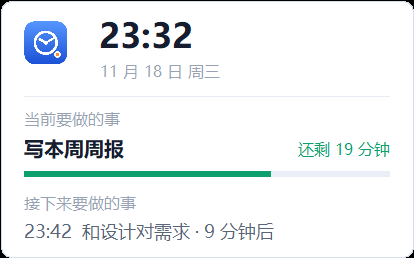 23:32
11 月 18 日 周三
当前要做的事
写本周周报
还剩 19 分钟
接下来要做的事
23:42 和设计对需求 · 9 分钟后